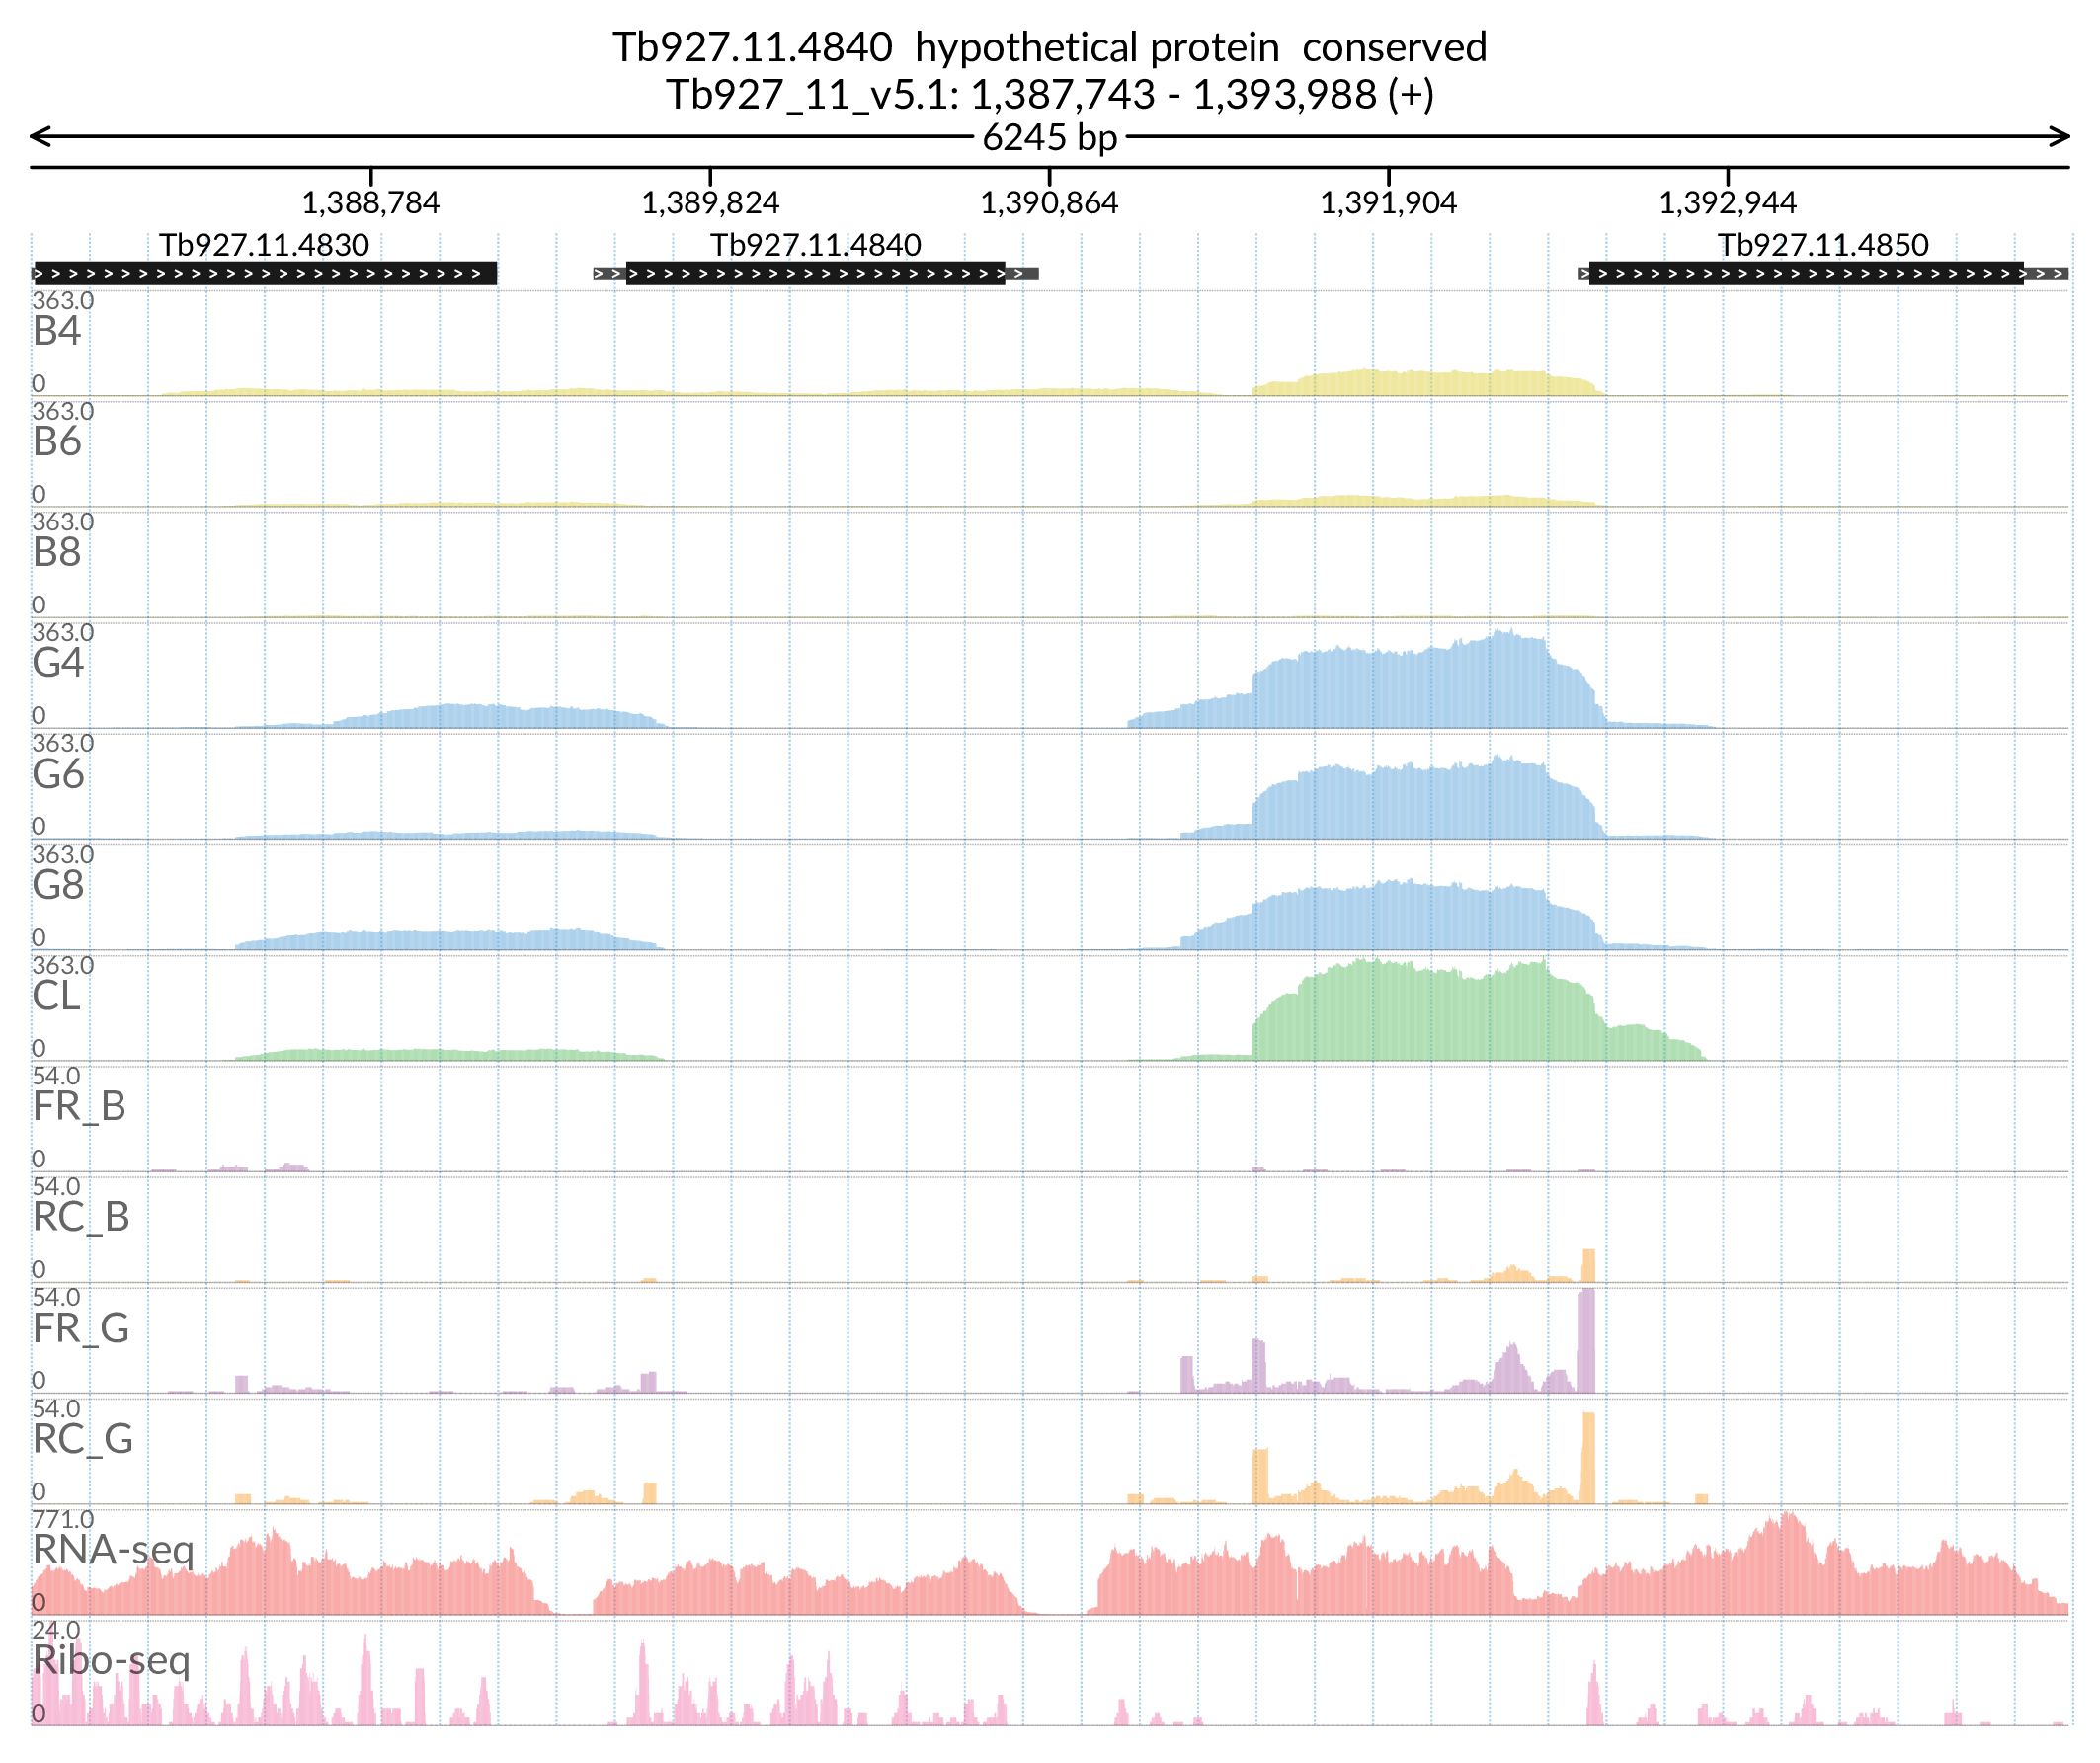 Tb927.11.4840 hypothetical protein conserved
Tb927_11_v5.1: 1,387,743 - 1,393,988 (+)
6245 bp
1,388,784 1,389,824 1,390,864 1,391,904 1,392,944
Tb927.11.4830 Tb927.11.4840 Tb927.11.4850
363.0
B4
0
363.0
B6
0
363.0
B8
0
363.0
G4
0
363.0
G6
0
363.0
G8
0
363.0
CL
0
54.0
FR_B
0
54.0
RC_B
0
54.0
FR_G
0
54.0
RC_G
0
771.0
RNA-seq
0
24.0
Ribo-seq
0